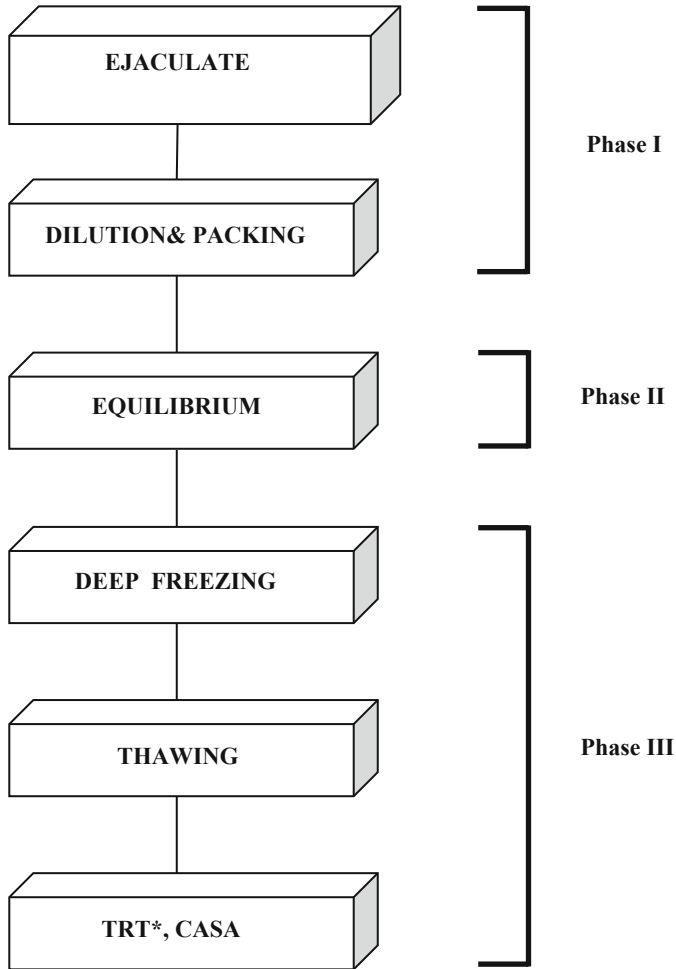 EJACULATE
Phase I
DILUTION& PACKING
EQUILIBRIUM
Phase II
DEEP FREEZING
THAWING
Phase III
TRT*, CASA